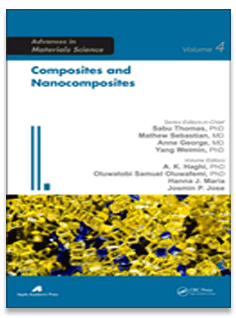 Advances in
Materials Science
Volume 4
Composites and
Nanocomposites
Series Editors-in-Chief
Sabu Thomas, PhD
Mathew Sebastian, MD
Anne George, MD
Yang Weimin, PhD
Volume Editors
A. K. Haghi, PhD
Oluwatobi Samuel Oluwafemi, PhD
Hanna J. Maria
Josmin P. Jose
Apple Academic Press
CRC Press